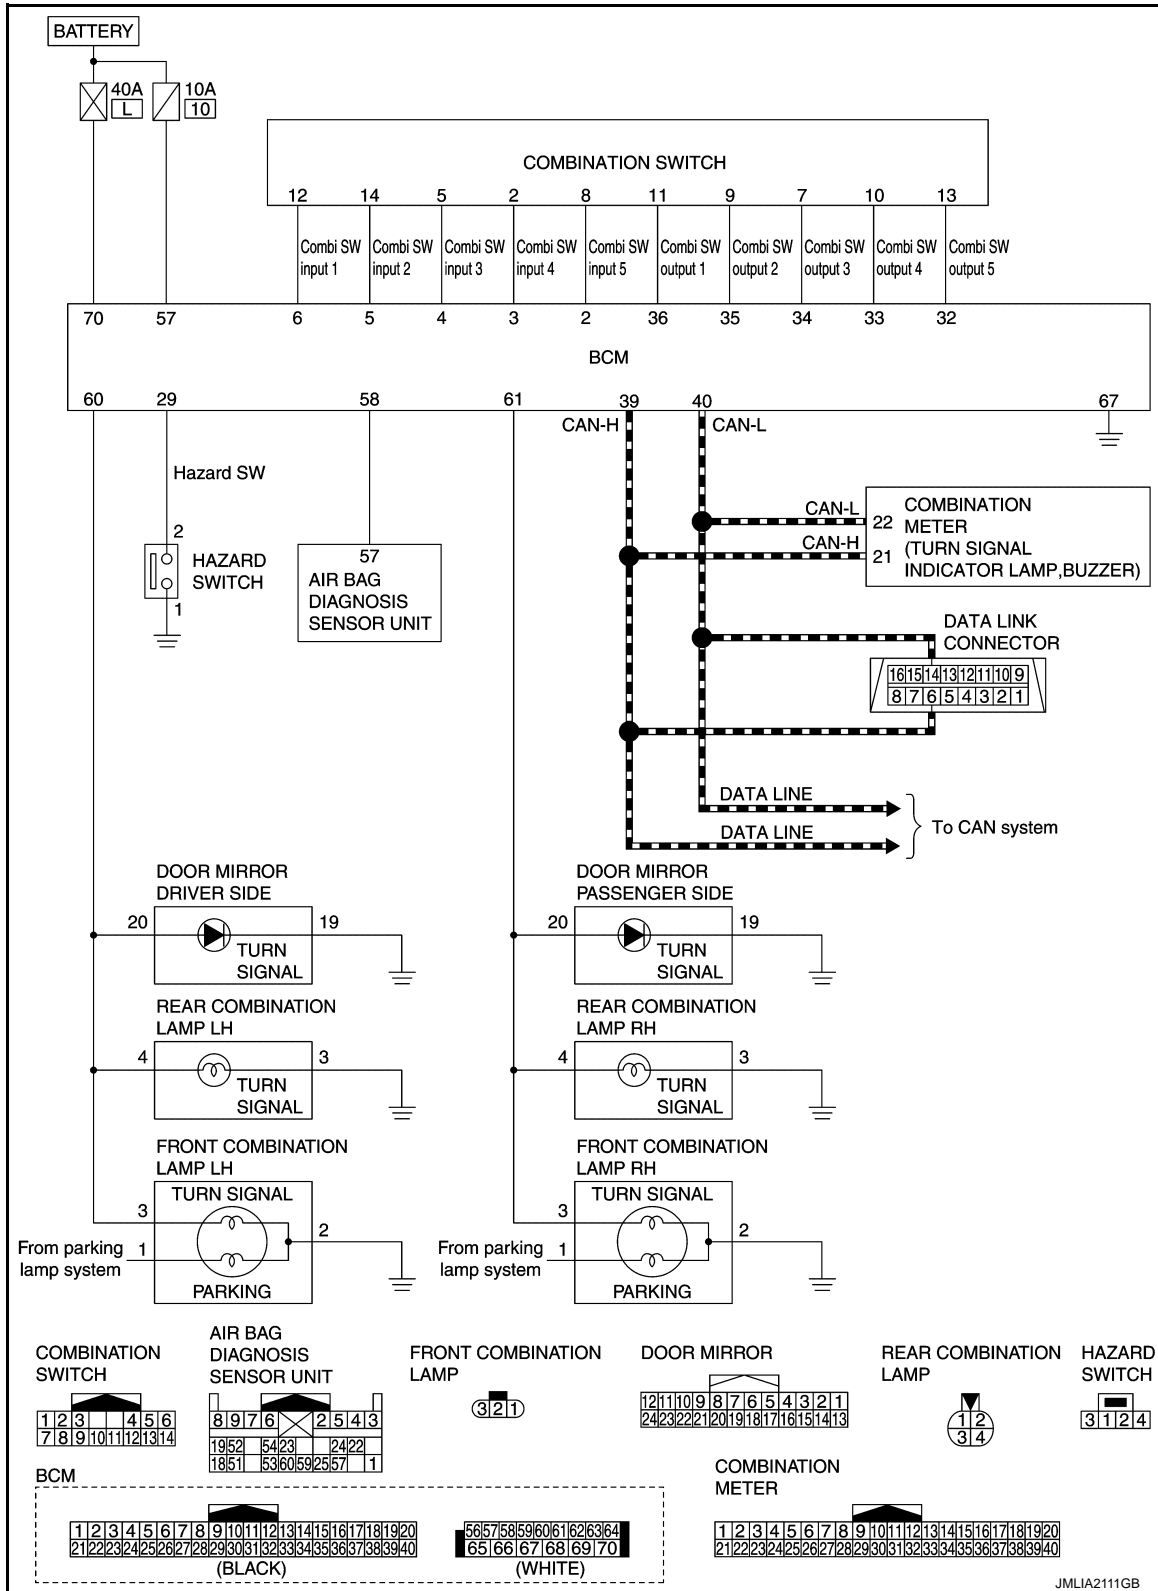 BATTERY
40A
L
10A
10
COMBINATION SWITCH
12 14 5 2 8 11 9 7 10 13
Combi SW input 1
Combi SW input 2
Combi SW input 3
Combi SW input 4
Combi SW input 5
Combi SW output 1
Combi SW output 2
Combi SW output 3
Combi SW output 4
Combi SW output 5
70 57 6 5 4 3 2 36 35 34 33 32
BCM
60 29 58 61 39 40 67
CAN-H
CAN-L
Hazard SW
2
HAZARD
SWITCH
1
57
AIR BAG
DIAGNOSIS
SENSOR UNIT
CAN-L
CAN-H
22
21
COMBINATION
METER
(TURN SIGNAL
INDICATOR LAMP,BUZZER)
DATA LINK
CONNECTOR
16 15 14 13 12 11 10 9
8 7 6 5 4 3 2 1
DATA LINE
DATA LINE
To CAN system
DOOR MIRROR
DRIVER SIDE
20
19
TURN
SIGNAL
DOOR MIRROR
PASSENGER SIDE
20
19
TURN
SIGNAL
REAR COMBINATION
LAMP LH
4
3
TURN
SIGNAL
REAR COMBINATION
LAMP RH
4
3
TURN
SIGNAL
FRONT COMBINATION
LAMP LH
TURN SIGNAL
3
2
From parking
lamp system
1
PARKING
FRONT COMBINATION
LAMP RH
TURN SIGNAL
3
2
From parking
lamp system
1
PARKING
COMBINATION
SWITCH
1 2 3 4 5 6
7 8 9 10 11 12 13 14
AIR BAG
DIAGNOSIS
SENSOR UNIT
8 9 7 6 2 5 4 3
19 52 54 23 24 22
18 51 53 60 59 25 57 1
FRONT COMBINATION
LAMP
3 2 1
DOOR MIRROR
12 11 10 9 8 7 6 5 4 3 2 1
24 23 22 21 20 19 18 17 16 15 14 13
REAR COMBINATION
LAMP
1 2
3 4
HAZARD
SWITCH
3 1 2 4
BCM
1 2 3 4 5 6 7 8 9 10 11 12 13 14 15 16 17 18 19 20
21 22 23 24 25 26 27 28 29 30 31 32 33 34 35 36 37 38 39 40
(BLACK)
56 57 58 59 60 61 62 63 64
65 66 67 68 69 70
(WHITE)
COMBINATION
METER
1 2 3 4 5 6 7 8 9 10 11 12 13 14 15 16 17 18 19 20
21 22 23 24 25 26 27 28 29 30 31 32 33 34 35 36 37 38 39 40
JMLIA2111GB